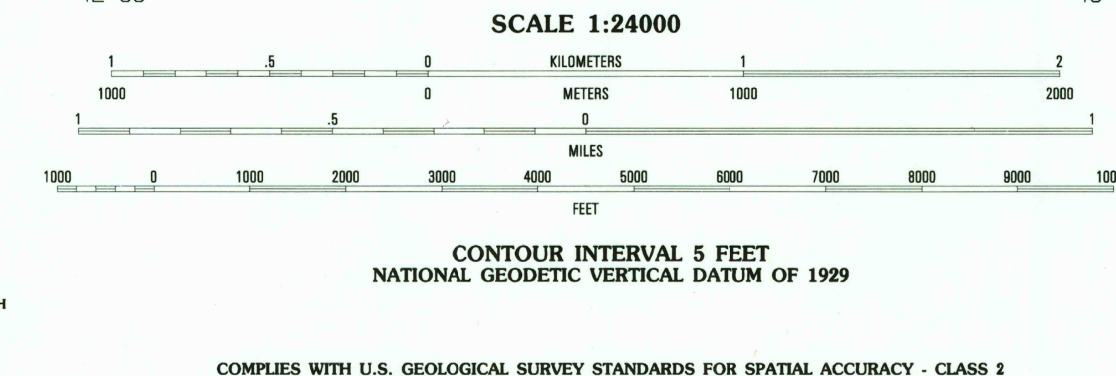 SCALE 1:24000
1 .5 0 KILOMETERS 1 2
1000 0 METERS 1000 2000
1 .5 0 1
MILES
1000 0 1000 2000 3000 4000 5000 6000 7000 8000 9000 100
FEET
CONTOUR INTERVAL 5 FEET
NATIONAL GEODETIC VERTICAL DATUM OF 1929
H
COMPLIES WITH U.S. GEOLOGICAL SURVEY STANDARDS FOR SPATIAL ACCURACY - CLASS 2